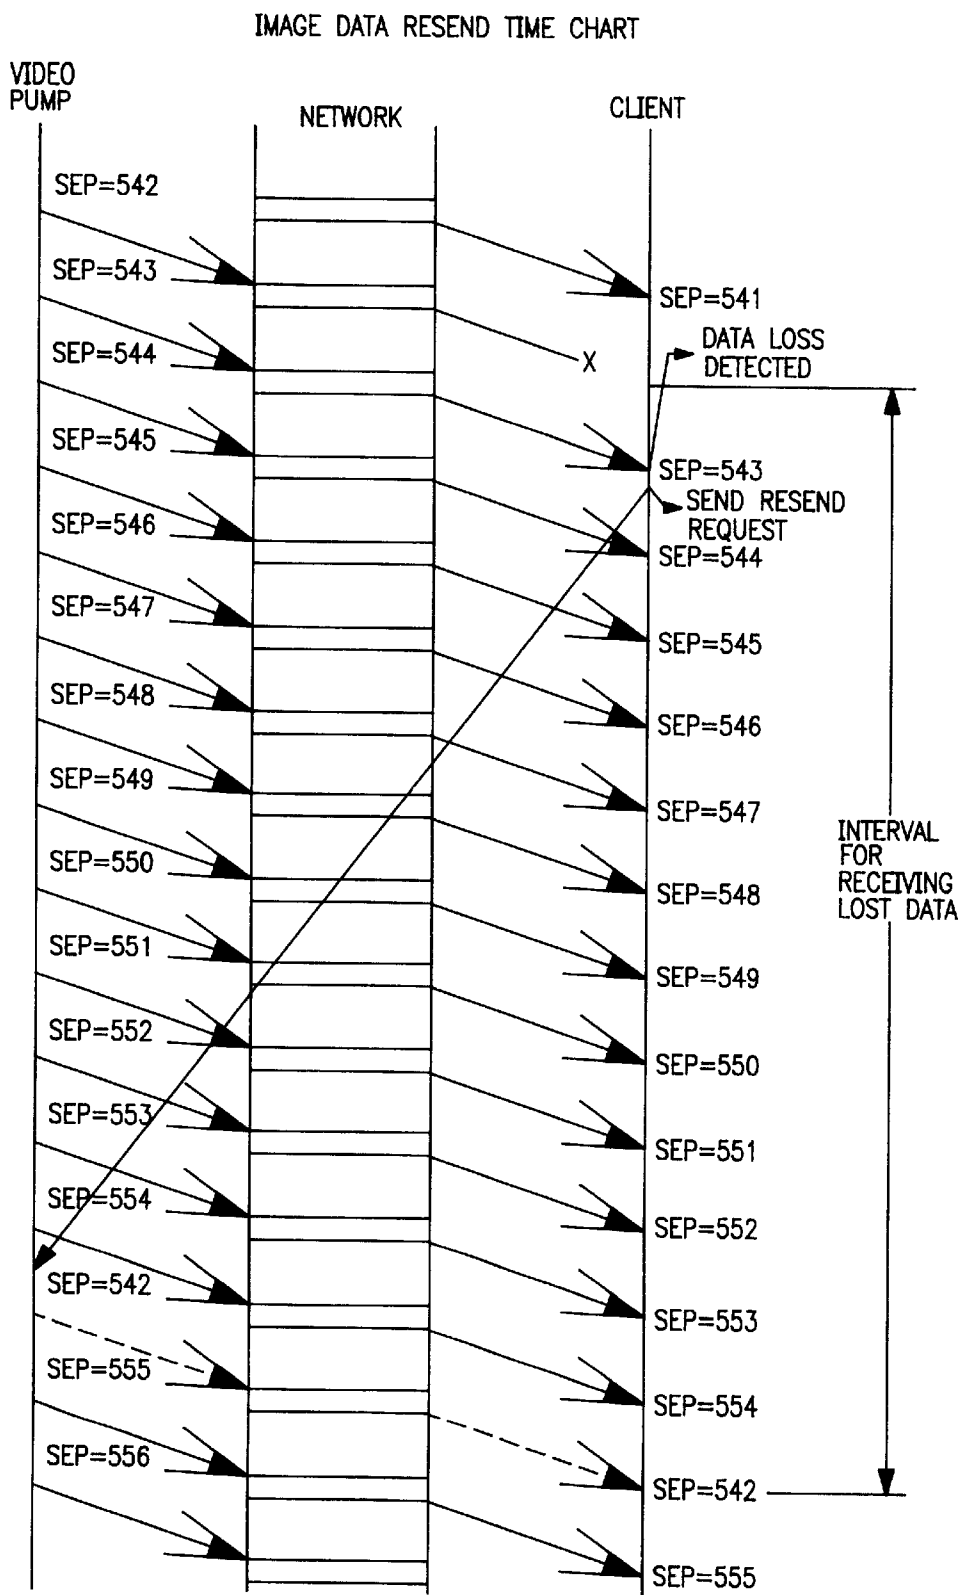 IMAGE DATA RESEND TIME CHART
VIDEO
PUMP
NETWORK
CLIENT
SEP=542
SEP=543
SEP=541
DATA LOSS
DETECTED
SEP=544
SEP=545
X
SEP=543
SEND RESEND
REQUEST
SEP=546
SEP=544
SEP=547
SEP=545
SEP=548
SEP=546
SEP=549
SEP=547
INTERVAL
FOR
RECEIVING
LOST DATA
SEP=550
SEP=548
SEP=551
SEP=549
SEP=552
SEP=550
SEP=553
SEP=551
SEP=554
SEP=552
SEP=542
SEP=553
SEP=555
SEP=554
SEP=556
SEP=542
SEP=555